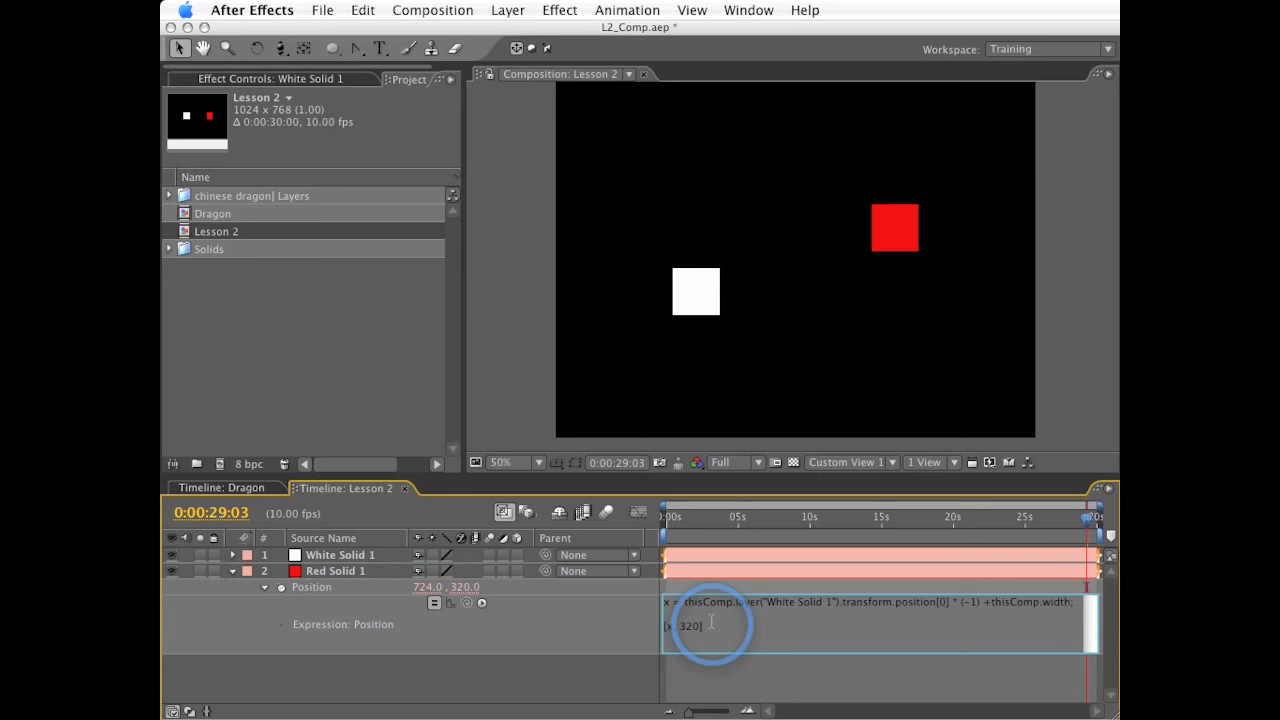 After Effects File Edit Composition Layer Effect Animation View Window Help
L2_Comp.aep *
Workspace: Training
Effect Controls: White Solid 1 Project
Composition: Lesson 2
Lesson 2
1024 x 768 (1.00)
Δ 0:00:30:00, 10.00 fps
Name
chinese dragon| Layers
Dragon
Lesson 2
Solids
8 bpc
50% 0:00:29:03 Full Custom View 1 1 View
Timeline: Dragon Timeline: Lesson 2
0:00:29:03 (10.00 fps)
:00s 05s 10s 15s 20s 25s
# Source Name Parent
1 White Solid 1 None
2 Red Solid 1 None
Position 724.0 , 320.0
x = thisComp.layer("White Solid 1").transform.position[0] * (-1) +thisComp.width;
Expression: Position
320]